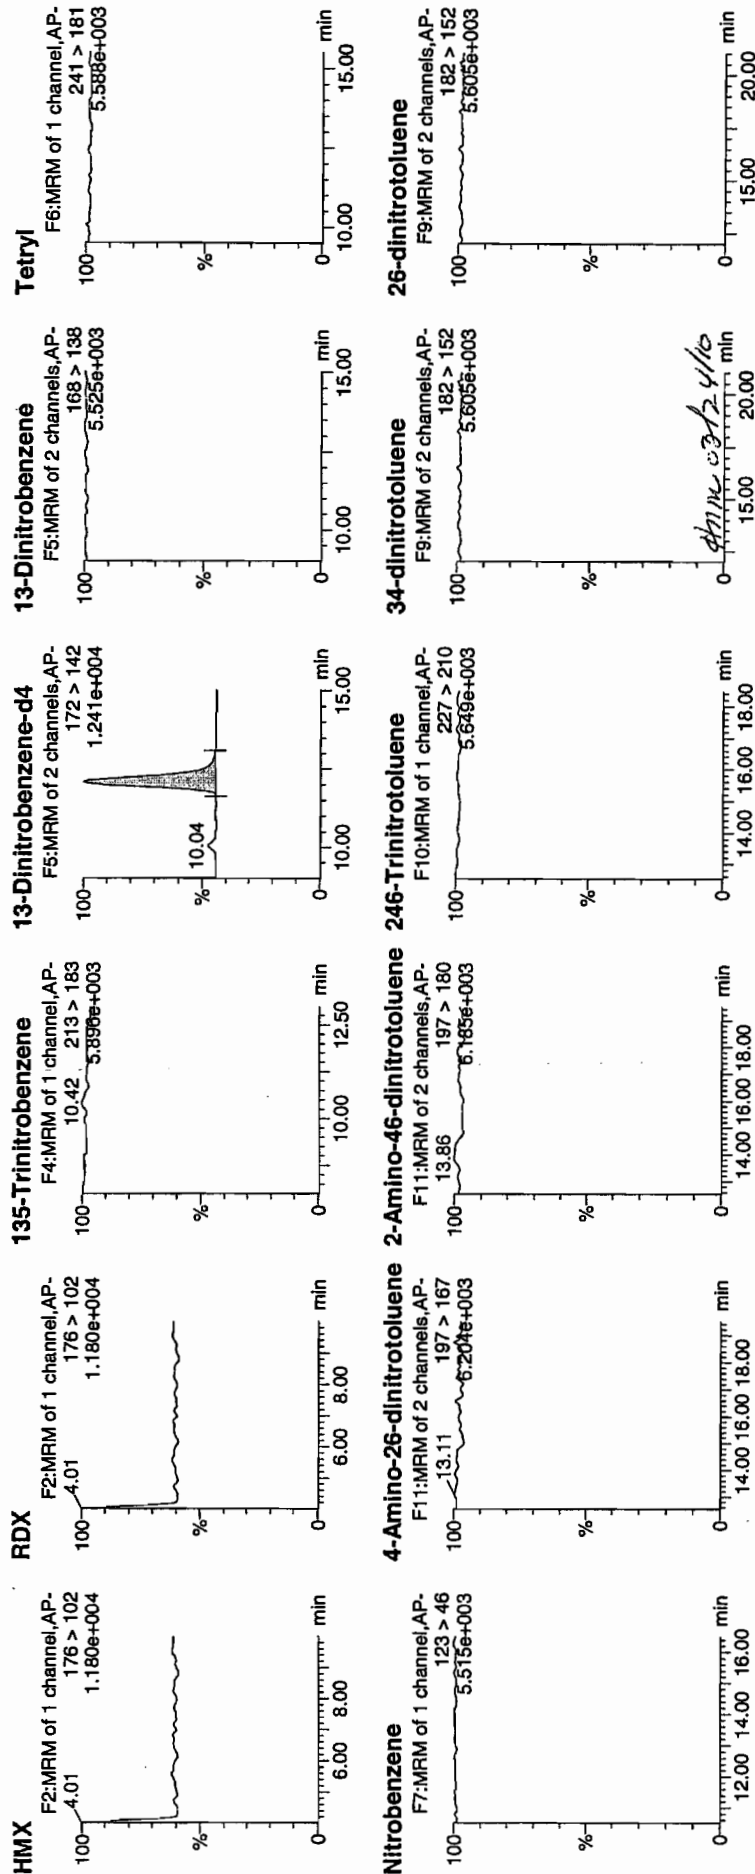 HMX
F2:MRM of 1 channel,AP-
176 > 102
1.180e+004
4.01
100
%
0
6.00 8.00 min
RDX
F2:MRM of 1 channel,AP-
176 > 102
1.180e+004
4.01
100
%
0
6.00 8.00 min
135-Trinitrobenzene
F4:MRM of 1 channel,AP-
10.42 213 > 183
5.896e+003
100
%
0
10.00 12.50 min
13-Dinitrobenzene-d4
F5:MRM of 2 channels,AP-
172 > 142
1.241e+004
100
%
10.04
0
10.00 15.00 min
13-Dinitrobenzene
F5:MRM of 2 channels,AP-
168 > 138
5.525e+003
100
%
0
10.00 15.00 min
Tetryl
F6:MRM of 1 channel,AP-
241 > 181
5.588e+003
100
%
0
10.00 15.00 min
Nitrobenzene
F7:MRM of 1 channel,AP-
123 > 46
5.515e+003
100
%
0
12.00 14.00 16.00 min
4-Amino-26-dinitrotoluene
F11:MRM of 2 channels,AP-
13.11 197 > 167
6.204e+003
100
%
0
14.00 16.00 18.00 min
2-Amino-46-dinitrotoluene
F11:MRM of 2 channels,AP-
13.86 197 > 180
6.185e+003
100
%
0
14.00 16.00 18.00 min
246-Trinitrotoluene
F10:MRM of 1 channel,AP-
227 > 210
5.649e+003
100
%
0
14.00 16.00 18.00 min
34-dinitrotoluene
F9:MRM of 2 channels,AP-
182 > 152
5.605e+003
100
%
03/24/10
0
15.00 20.00 min
26-dinitrotoluene
F9:MRM of 2 channels,AP-
182 > 152
5.605e+003
100
%
0
15.00 20.00 min